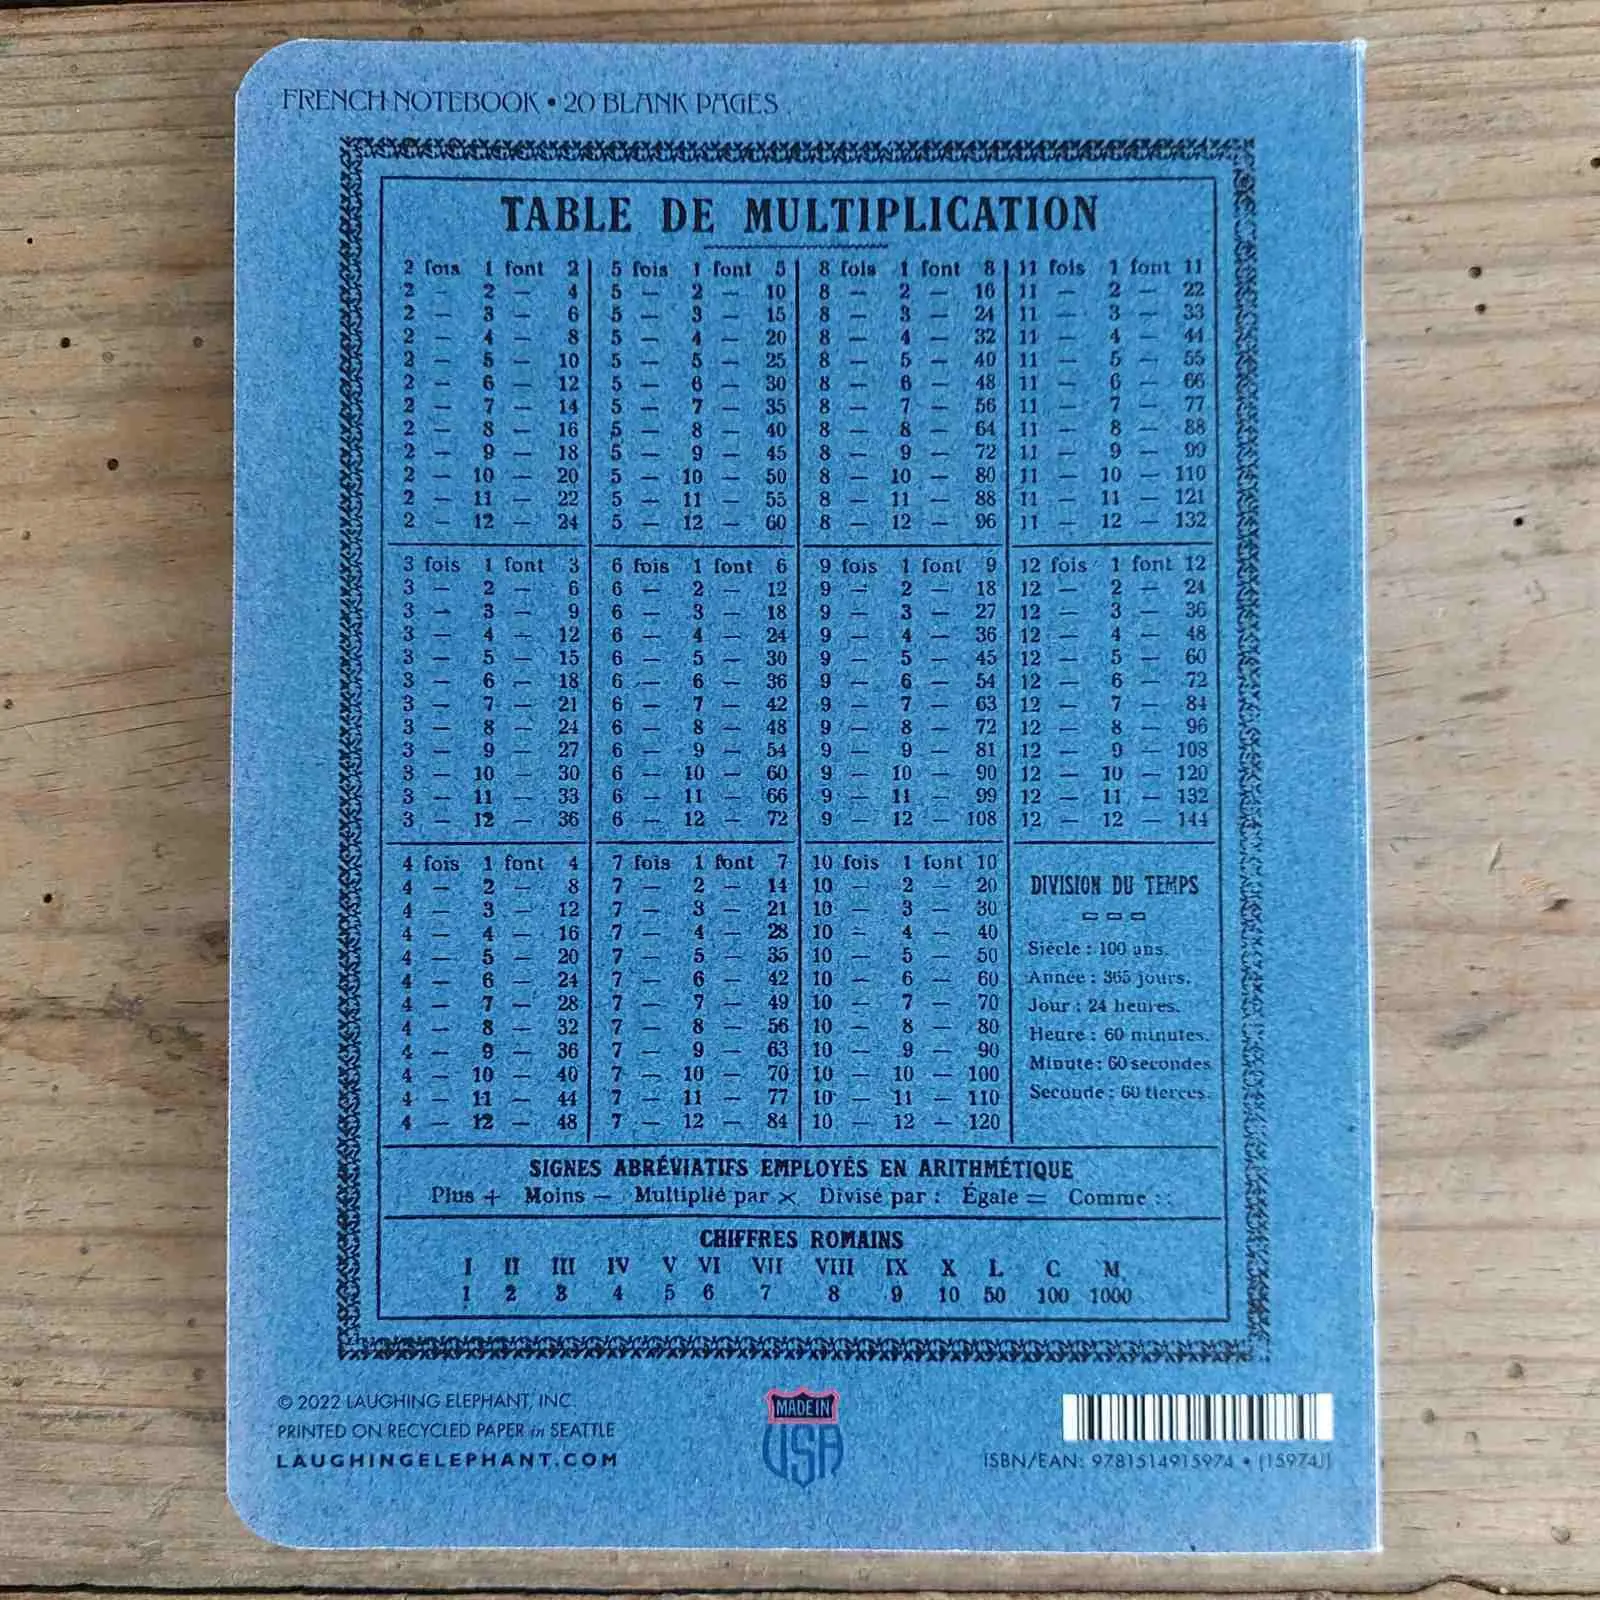 FRENCH NOTEBOOK • 20 BLANK PAGES
TABLE DE MULTIPLICATION
2 fois 1 font 2
2 — 2 — 4
2 — 3 — 6
2 — 4 — 8
2 — 5 — 10
2 — 6 — 12
2 — 7 — 14
2 — 8 — 16
2 — 9 — 18
2 — 10 — 20
2 — 11 — 22
2 — 12 — 24
5 fois 1 font 5
5 — 2 — 10
5 — 3 — 15
5 — 4 — 20
5 — 5 — 25
5 — 6 — 30
5 — 7 — 35
5 — 8 — 40
5 — 9 — 45
5 — 10 — 50
5 — 11 — 55
5 — 12 — 60
8 fois 1 font 8
8 — 2 — 16
8 — 3 — 24
8 — 4 — 32
8 — 5 — 40
8 — 6 — 48
8 — 7 — 56
8 — 8 — 64
8 — 9 — 72
8 — 10 — 80
8 — 11 — 88
8 — 12 — 96
11 fois 1 font 11
11 — 2 — 22
11 — 3 — 33
11 — 4 — 44
11 — 5 — 55
11 — 6 — 66
11 — 7 — 77
11 — 8 — 88
11 — 9 — 99
11 — 10 — 110
11 — 11 — 121
11 — 12 — 132
3 fois 1 font 3
3 — 2 — 6
3 — 3 — 9
3 — 4 — 12
3 — 5 — 15
3 — 6 — 18
3 — 7 — 21
3 — 8 — 24
3 — 9 — 27
3 — 10 — 30
3 — 11 — 33
3 — 12 — 36
6 fois 1 font 6
6 — 2 — 12
6 — 3 — 18
6 — 4 — 24
6 — 5 — 30
6 — 6 — 36
6 — 7 — 42
6 — 8 — 48
6 — 9 — 54
6 — 10 — 60
6 — 11 — 66
6 — 12 — 72
9 fois 1 font 9
9 — 2 — 18
9 — 3 — 27
9 — 4 — 36
9 — 5 — 45
9 — 6 — 54
9 — 7 — 63
9 — 8 — 72
9 — 9 — 81
9 — 10 — 90
9 — 11 — 99
9 — 12 — 108
12 fois 1 font 12
12 — 2 — 24
12 — 3 — 36
12 — 4 — 48
12 — 5 — 60
12 — 6 — 72
12 — 7 — 84
12 — 8 — 96
12 — 9 — 108
12 — 10 — 120
12 — 11 — 132
12 — 12 — 144
4 fois 1 font 4
4 — 2 — 8
4 — 3 — 12
4 — 4 — 16
4 — 5 — 20
4 — 6 — 24
4 — 7 — 28
4 — 8 — 32
4 — 9 — 36
4 — 10 — 40
4 — 11 — 44
4 — 12 — 48
7 fois 1 font 7
7 — 2 — 14
7 — 3 — 21
7 — 4 — 28
7 — 5 — 35
7 — 6 — 42
7 — 7 — 49
7 — 8 — 56
7 — 9 — 63
7 — 10 — 70
7 — 11 — 77
7 — 12 — 84
10 fois 1 font 10
10 — 2 — 20
10 — 3 — 30
10 — 4 — 40
10 — 5 — 50
10 — 6 — 60
10 — 7 — 70
10 — 8 — 80
10 — 9 — 90
10 — 10 — 100
10 — 11 — 110
10 — 12 — 120
DIVISION DU TEMPS
Siècle : 100 ans.
Année : 365 jours.
Jour : 24 heures.
Heure : 60 minutes.
Minute : 60 secondes
Seconde : 60 tierces.
SIGNES ABRÉVIATIFS EMPLOYÉS EN ARITHMÉTIQUE
Plus + Moins — Multiplié par × Divisé par : Égale = Comme ::
CHIFFRES ROMAINS
I II III IV V VI VII VIII IX X L C M
1 2 3 4 5 6 7 8 9 10 50 100 1000
© 2022 LAUGHING ELEPHANT, INC.
PRINTED ON RECYCLED PAPER in SEATTLE
LAUGHINGELEPHANT.COM
MADE IN
USA
ISBN/EAN: 9781514915974 • (15974J)